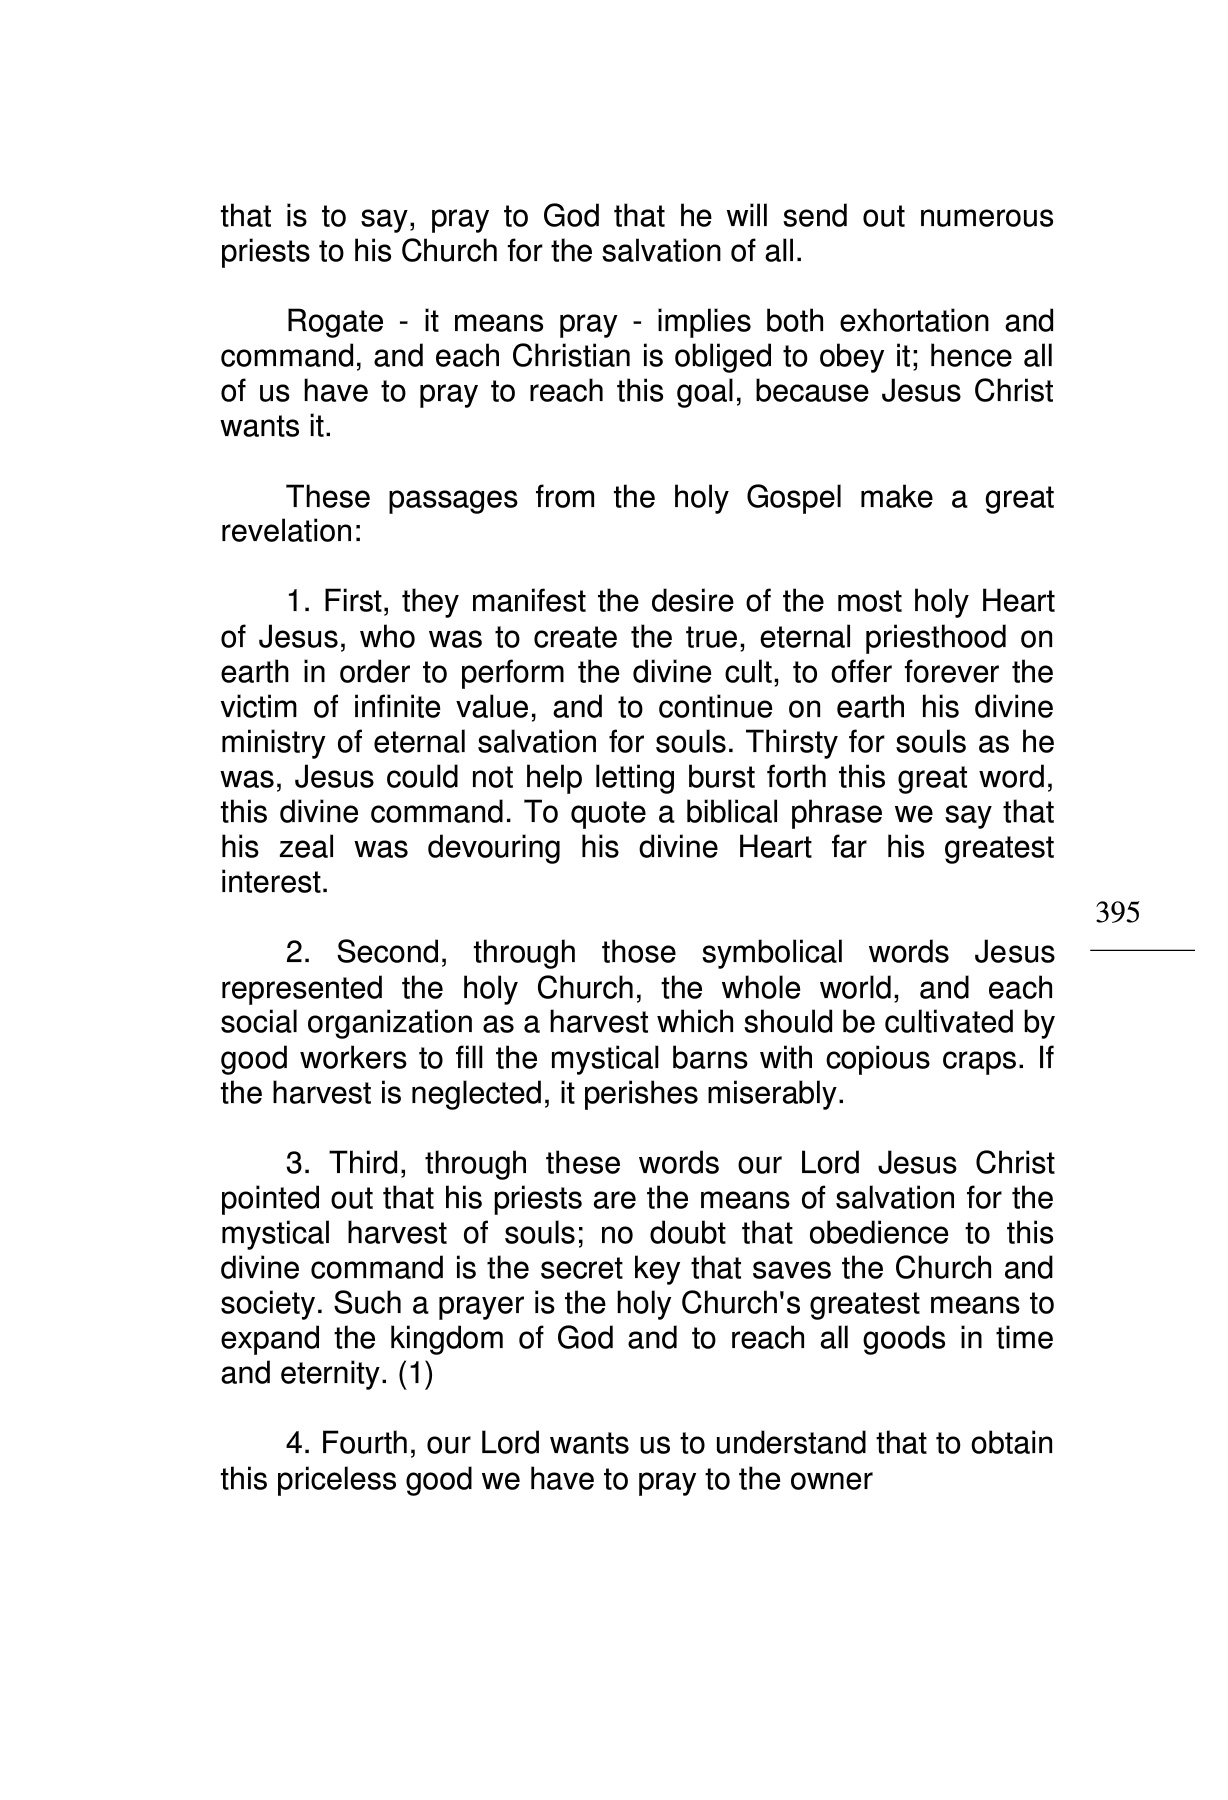 that is to say, pray to God that he will send out numerous
priests to his Church for the salvation of all.
Rogate - it means pray - implies both exhortation and
command, and each Christian is obliged to obey it; hence all
of us have to pray to reach this goal, because Jesus Christ
wants it.
These passages from the holy Gospel make a great
revelation:
1. First, they manifest the desire of the most holy Heart
of Jesus, who was to create the true, eternal priesthood on
earth in order to perform the divine cult, to offer forever the
victim of infinite value, and to continue on earth his divine
ministry of eternal salvation for souls. Thirsty for souls as he
was, Jesus could not help letting burst forth this great word,
this divine command. To quote a biblical phrase we say that
his zeal was devouring his divine Heart far his greatest
interest.
395
2. Second, through those symbolical words Jesus
represented the holy Church, the whole world, and each
social organization as a harvest which should be cultivated by
good workers to fill the mystical barns with copious craps. If
the harvest is neglected, it perishes miserably.
3. Third, through these words our Lord Jesus Christ
pointed out that his priests are the means of salvation for the
mystical harvest of souls; no doubt that obedience to this
divine command is the secret key that saves the Church and
society. Such a prayer is the holy Church's greatest means to
expand the kingdom of God and to reach all goods in time
and eternity. (1)
4. Fourth, our Lord wants us to understand that to obtain
this priceless good we have to pray to the owner